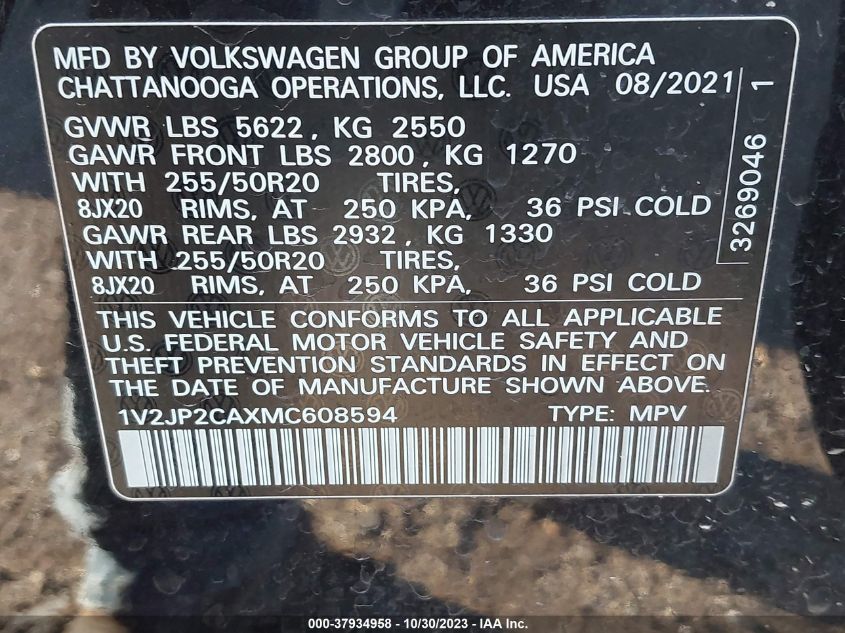 MFD BY VOLKSWAGEN GROUP OF AMERICA
CHATTANOOGA OPERATIONS, LLC. USA 08/2021
GVWR LBS 5622, KG 2550
GAWR FRONT LBS 2800, KG 1270
WITH 255/50R20 TIRES,
8JX20 RIMS, AT 250 KPA, 36 PSI COLD
GAWR REAR LBS 2932, KG 1330
WITH 255/50R20 TIRES,
8JX20 RIMS, AT 250 KPA, 36 PSI COLD
3269046 1
THIS VEHICLE CONFORMS TO ALL APPLICABLE
U.S. FEDERAL MOTOR VEHICLE SAFETY AND
THEFT PREVENTION STANDARDS IN EFFECT ON
THE DATE OF MANUFACTURE SHOWN ABOVE.
1V2JP2CAXMC608594 TYPE: MPV
000-37934958 - 10/30/2023 - IAAI Inc.